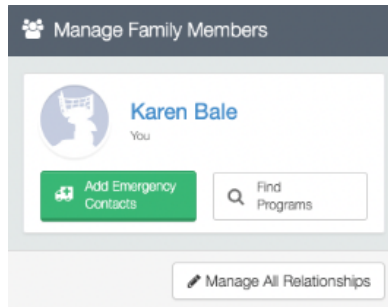 Manage Family Members
Karen Bale
You
Add Emergency
Contacts
Find
Programs
Manage All Relationships